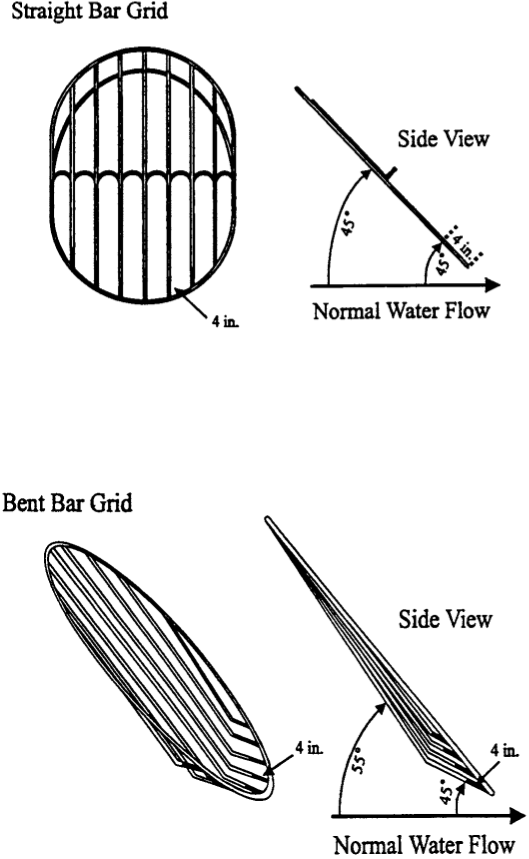 Straight Bar Grid
Side View
45°
45°
4 in.
Normal Water Flow
4 in.
Bent Bar Grid
Side View
4 in.
4 in.
55°
45°
Normal Water Flow